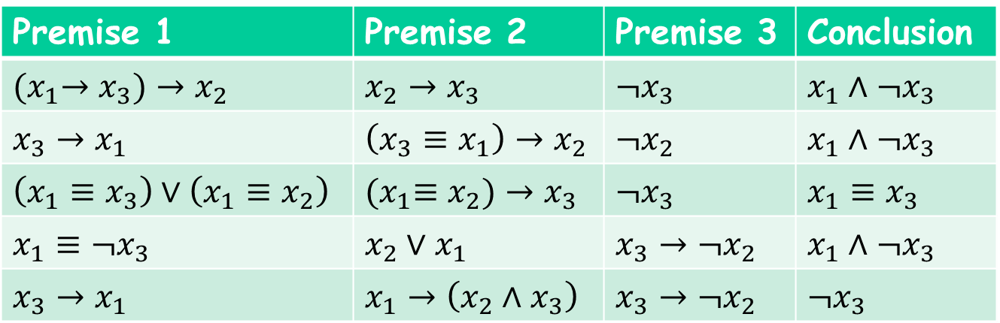 Premise 1 Premise 2 Premise 3 Conclusion
(x₁→ x₃) → x₂ x₂ → x₃ ¬x₃ x₁ ∧ ¬x₃
x₃ → x₁ (x₃ ≡ x₁) → x₂ ¬x₂ x₁ ∧ ¬x₃
(x₁ ≡ x₃) ∨ (x₁ ≡ x₂) (x₁≡ x₂) → x₃ ¬x₃ x₁ ≡ x₃
x₁ ≡ ¬x₃ x₂ ∨ x₁ x₃ → ¬x₂ x₁ ∧ ¬x₃
x₃ → x₁ x₁ → (x₂ ∧ x₃) x₃ → ¬x₂ ¬x₃